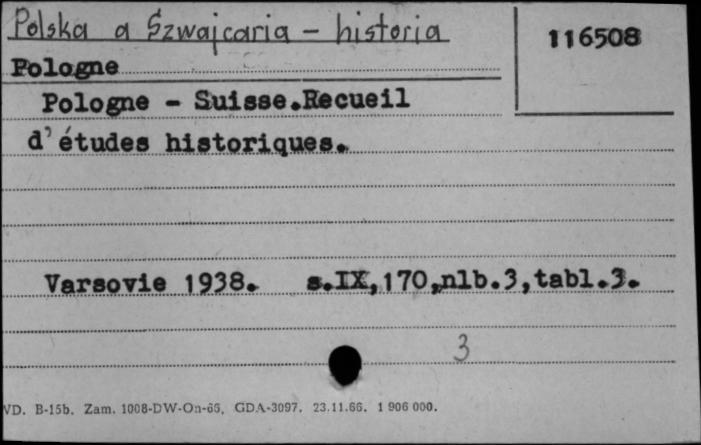 Polska a Szwajcaria - historia
116508
Pologne
Pologne - Suisse.Recueil
d'études historiques.
Varsovie 1938. s.IX,170,nlb.3,tabl.3.
3
VD. B-15b. Zam. 1008-DW-On-65. GDA-3097. 23.11.66. 1 906 000.